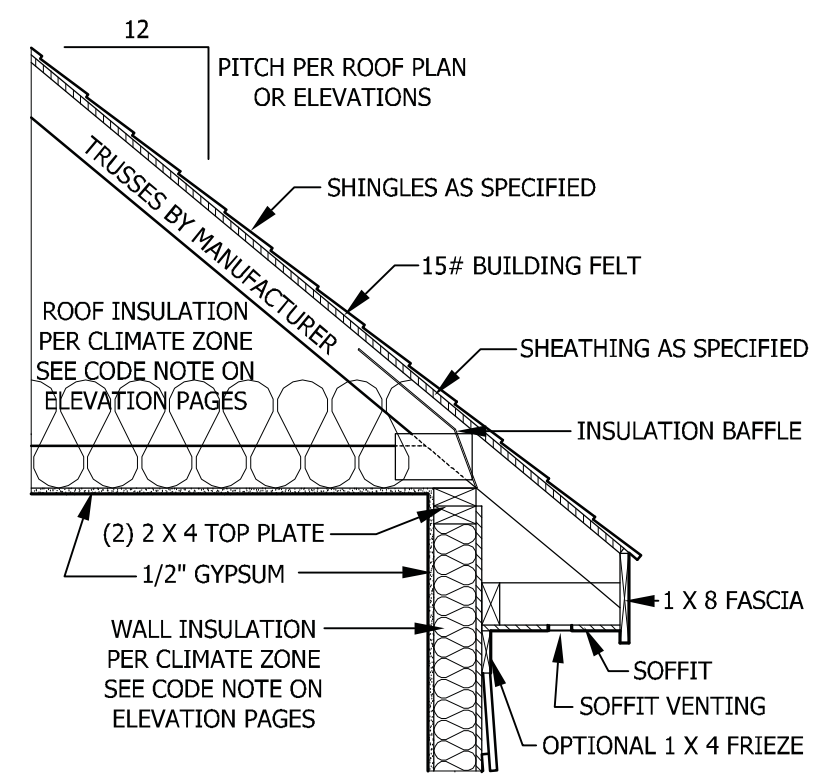 12
PITCH PER ROOF PLAN
OR ELEVATIONS
TRUSSES BY MANUFACTURER
SHINGLES AS SPECIFIED
15# BUILDING FELT
ROOF INSULATION
PER CLIMATE ZONE
SEE CODE NOTE ON
ELEVATION PAGES
SHEATHING AS SPECIFIED
INSULATION BAFFLE
(2) 2 X 4 TOP PLATE
1/2" GYPSUM
1 X 8 FASCIA
WALL INSULATION
PER CLIMATE ZONE
SEE CODE NOTE ON
ELEVATION PAGES
SOFFIT
SOFFIT VENTING
OPTIONAL 1 X 4 FRIEZE